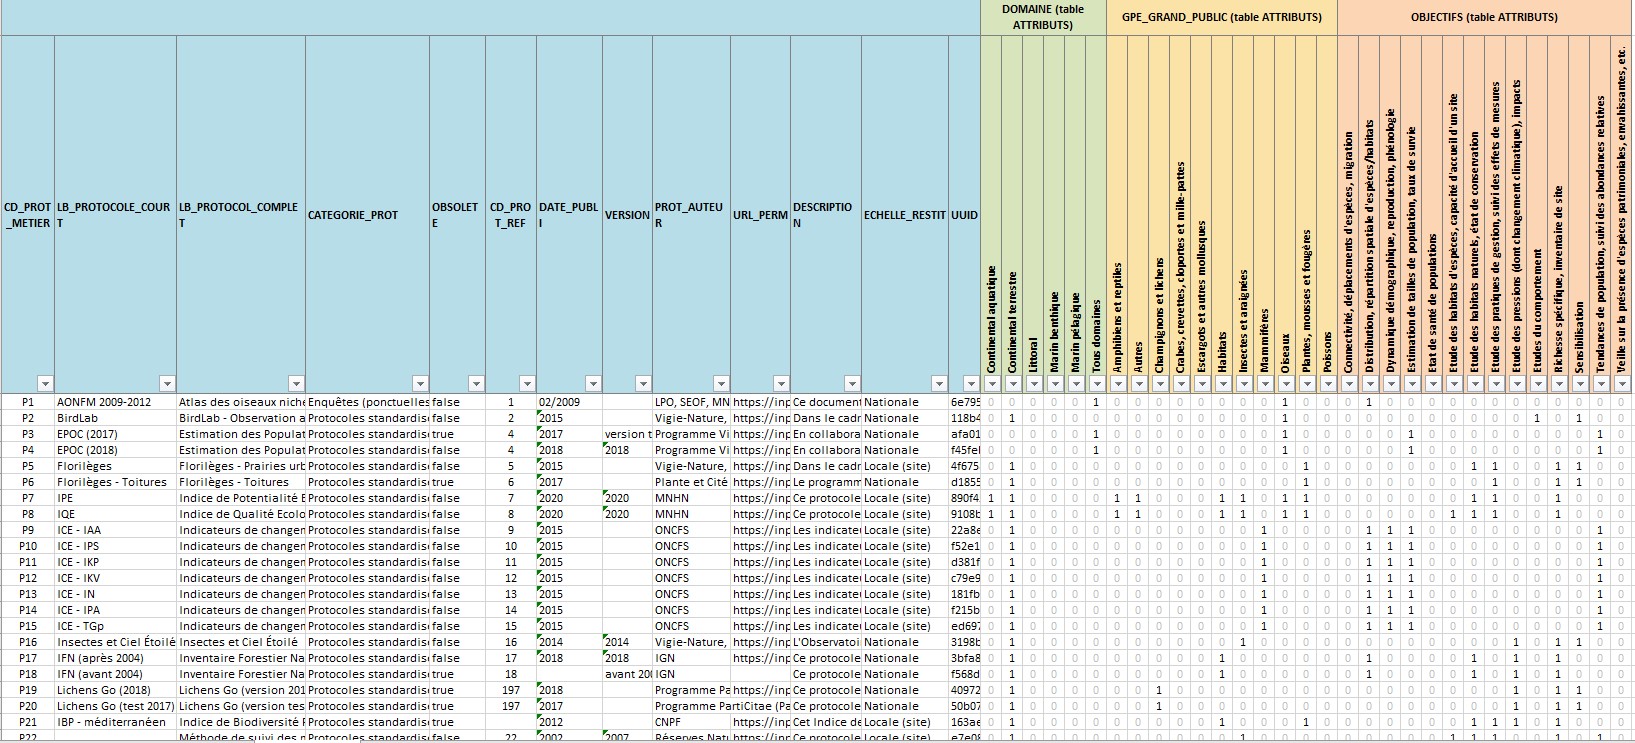 DOMAINE (table ATTRIBUTS) GPE_GRAND_PUBLIC (table ATTRIBUTS) OBJECTIFS (table ATTRIBUTS)
CD_PROT_METIER LB_PROTOCOLE_COURT LB_PROTOCOL_COMPLET CATEGORIE_PROT OBSOLETE CD_PROT_REF DATE_PUBLI VERSION PROT_AUTEUR URL_PERM DESCRIPTION ECHELLE_RESTIT UUID
Continental aquatique
Continental terrestre
Littoral
Marin benthique
Marin pélagique
Tous domaines
Amphibiens et reptiles
Autres
Champignons et lichens
Crabes, crevettes, cloportes et mille-pattes
Escargots et autres mollusques
Habitats
Insectes et araignées
Mammifères
Oiseaux
Plantes, mousses et fougères
Poissons
Connectivité, déplacements d'espèces, migration
Distribution, répartition spatiale d'espèces/habitats
Dynamique démographique, reproduction, phénologie
Estimation de tailles de population, taux de survie
Etat de santé de populations
Etude des habitats d'espèces, capacité d'accueil d'un site
Etude des habitats naturels, état de conservation
Etude des pratiques de gestion, suivi des effets de mesures
Etude des pressions (dont changement climatique), impacts
Etudes du comportement
Richesse spécifique, inventaire de site
Sensibilisation
Tendances de population, suivi des abondances relatives
Veille sur la présence d'espèces patrimoniales, envahissantes, etc.
P1 AONFM 2009-2012 Atlas des oiseaux niche Enquêtes (ponctuelles false 1 02/2009 LPO, SEOF, MN https://inp Ce document Nationale 6e795 0 0 0 0 0 1 0 0 0 0 0 0 0 0 1 0 0 0 1 0 0 0 0 0 0 0 0 0 0 0 0
P2 BirdLab BirdLab - Observation a Protocoles standardise false 2 2015 Vigie-Nature, https://inp Dans le cadr Nationale 118b4 0 1 0 0 0 0 0 0 0 0 0 0 0 0 1 0 0 0 0 0 0 0 0 0 0 0 1 0 1 0 0
P3 EPOC (2017) Estimation des Populat Protocoles standardise true 4 2017 version t Programme Vi https://inp En collabora Nationale afa01 0 0 0 0 0 1 0 0 0 0 0 0 0 0 1 0 0 0 0 0 1 0 0 0 0 0 0 0 0 1 0
P4 EPOC (2018) Estimation des Populat Protocoles standardise false 4 2018 2018 Programme Vi https://inp En collabora Nationale f45fel 0 0 0 0 0 1 0 0 0 0 0 0 0 0 1 0 0 0 0 0 1 0 0 0 0 0 0 0 0 1 0
P5 Florilèges Florilèges - Prairies urb Protocoles standardise false 5 2015 Vigie-Nature, https://inp Dans le cadr Locale (site) 4f675 0 1 0 0 0 0 0 0 0 0 0 0 0 0 0 1 0 0 0 0 0 0 0 1 1 0 0 1 1 0 0
P6 Florilèges - Toitures Florilèges - Toitures Protocoles standardise true 6 2017 Plante et Cité https://inp Le programm Locale (site) d1855 0 1 0 0 0 0 0 0 0 0 0 0 0 0 0 1 0 0 0 0 0 0 0 0 1 0 0 1 1 0 0
P7 IPE Indice de Potentialité E Protocoles standardise false 7 2020 2020 MNHN https://inp Ce protocole Locale (site) 890f4 1 1 0 0 0 0 1 1 0 0 0 1 1 0 1 1 0 0 0 0 0 0 0 1 1 0 0 1 0 0 0
P8 IQE Indice de Qualité Ecolo Protocoles standardise false 8 2020 2020 MNHN https://inp Ce protocole Locale (site) 9108b 1 1 0 0 0 0 1 1 0 0 0 1 1 0 1 1 0 0 0 0 0 0 1 1 1 0 0 1 0 0 0
P9 ICE - IAA Indicateurs de changer Protocoles standardise false 9 2015 ONCFS https://inp Les indicate Locale (site) 22a8e 0 1 0 0 0 0 0 0 0 0 0 0 0 1 0 0 0 0 1 1 1 0 0 0 0 0 0 0 0 1 0
P10 ICE - IPS Indicateurs de changer Protocoles standardise false 10 2015 ONCFS https://inp Les indicate Locale (site) f52e1 0 1 0 0 0 0 0 0 0 0 0 0 0 1 0 0 0 0 1 1 1 0 0 0 0 0 0 0 0 1 0
P11 ICE - IKP Indicateurs de changer Protocoles standardise false 11 2015 ONCFS https://inp Les indicate Locale (site) d381f 0 1 0 0 0 0 0 0 0 0 0 0 0 1 0 0 0 0 1 1 1 0 0 0 0 0 0 0 0 1 0
P12 ICE - IKV Indicateurs de changer Protocoles standardise false 12 2015 ONCFS https://inp Les indicate Locale (site) c79e9 0 1 0 0 0 0 0 0 0 0 0 0 0 1 0 0 0 0 1 1 1 0 0 0 0 0 0 0 0 1 0
P13 ICE - IN Indicateurs de changer Protocoles standardise false 13 2015 ONCFS https://inp Les indicate Locale (site) 181fb 0 1 0 0 0 0 0 0 0 0 0 0 0 1 0 0 0 0 1 1 1 0 0 0 0 0 0 0 0 1 0
P14 ICE - IPA Indicateurs de changer Protocoles standardise false 14 2015 ONCFS https://inp Les indicate Locale (site) f215b 0 1 0 0 0 0 0 0 0 0 0 0 0 1 0 0 0 0 1 1 1 0 0 0 0 0 0 0 0 1 0
P15 ICE - TGp Indicateurs de changer Protocoles standardise false 15 2015 ONCFS https://inp Les indicate Locale (site) ed697 0 1 0 0 0 0 0 0 0 0 0 0 0 1 0 0 0 0 1 1 1 0 0 0 0 0 0 0 0 1 0
P16 Insectes et Ciel Étoilé Insectes et Ciel Étoilé Protocoles standardise false 16 2014 2014 Vigie-Nature, https://inp L'Observatoi Nationale 3198b 0 1 0 0 0 0 0 0 0 0 0 0 1 0 0 0 0 0 0 0 0 0 0 0 0 1 0 1 1 0 0
P17 IFN (après 2004) Inventaire Forestier Na Protocoles standardise false 17 2018 2018 IGN https://inp Ce protocole Nationale 3bfa8 0 1 0 0 0 0 0 0 0 0 0 1 0 0 0 0 0 0 1 0 0 0 0 1 0 1 0 1 0 0 0
P18 IFN (avant 2004) Inventaire Forestier Na Protocoles standardise true 18 avant 200 IGN Ce protocole Nationale f568d 0 1 0 0 0 0 0 0 0 0 0 1 0 0 0 0 0 0 1 0 0 0 0 1 0 1 0 1 0 0 0
P19 Lichens Go (2018) Lichens Go (version 201 Protocoles standardise true 197 2018 Programme Pa https://inp Ce protocole Nationale 40972 0 1 0 0 0 0 0 0 1 0 0 0 0 0 0 0 0 0 0 0 0 0 0 0 0 1 0 1 1 0 0
P20 Lichens Go (test 2017) Lichens Go (version tes Protocoles standardise true 197 2017 Programme PartiCitae (Pa Ce protocole Nationale 50b07 0 1 0 0 0 0 0 0 1 0 0 0 0 0 0 0 0 0 0 0 0 0 0 0 0 1 0 1 1 0 0
P21 IBP - méditerranéen Indice de Biodiversité P Protocoles standardise true 2012 CNPF https://inp Cet Indice de Locale (site) 163ae 0 1 0 0 0 0 0 0 0 0 0 1 0 0 0 1 0 0 0 0 0 0 0 1 1 1 0 1 0 0 0
P22 Méthode de suivi des Protocoles standardise false 22 2002 2007 Réserves Nat https://inp Ce protocole Locale (site) e7e08